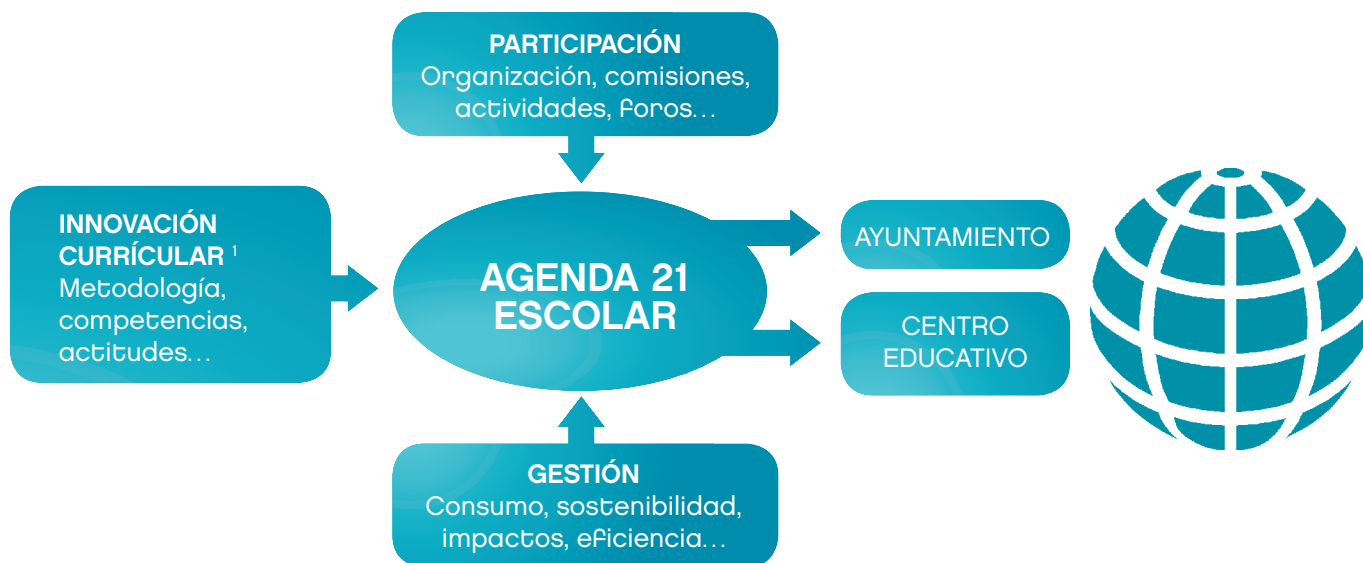 PARTICIPACIÓN
Organización, comisiones,
actividades, foros...
INNOVACIÓN
CURRÍCULAR ¹
Metodología,
competencias,
actitudes...
AGENDA 21
ESCOLAR
AYUNTAMIENTO
CENTRO
EDUCATIVO
GESTIÓN
Consumo, sostenibilidad,
impactos, eficiencia...